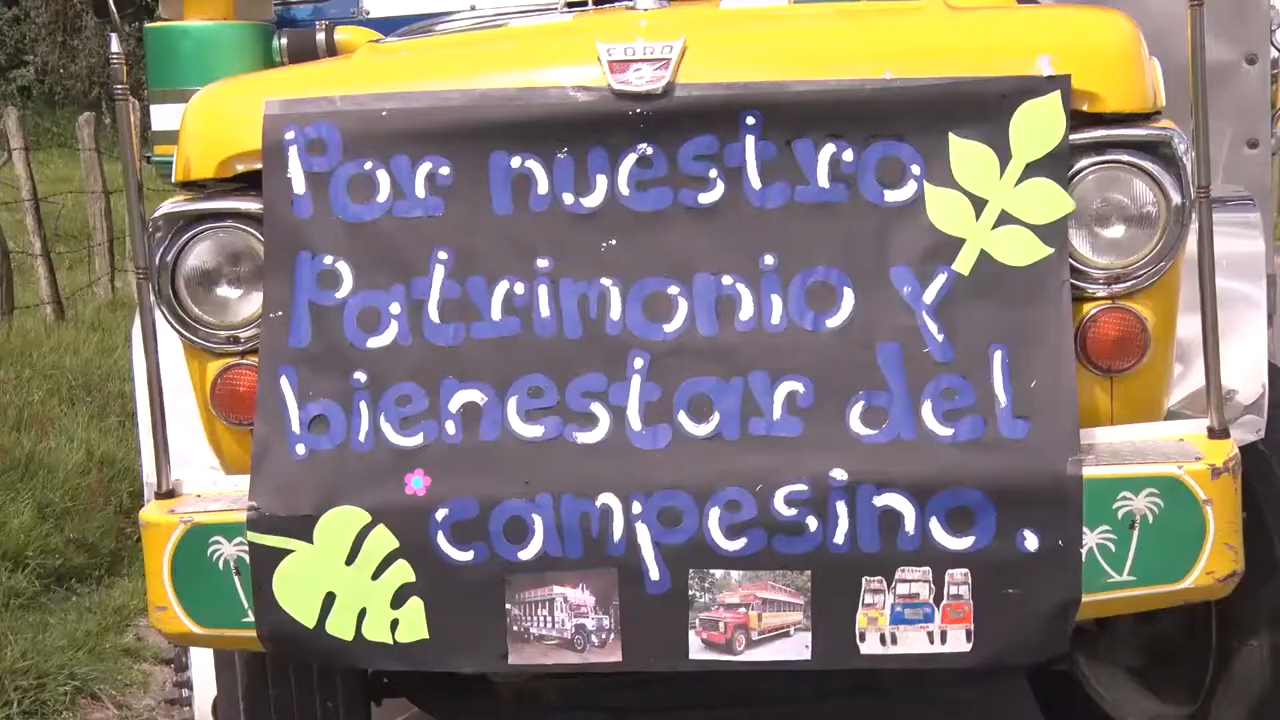 FORD
Por nuestro
Patrimonio y
bienestar del
campesino.